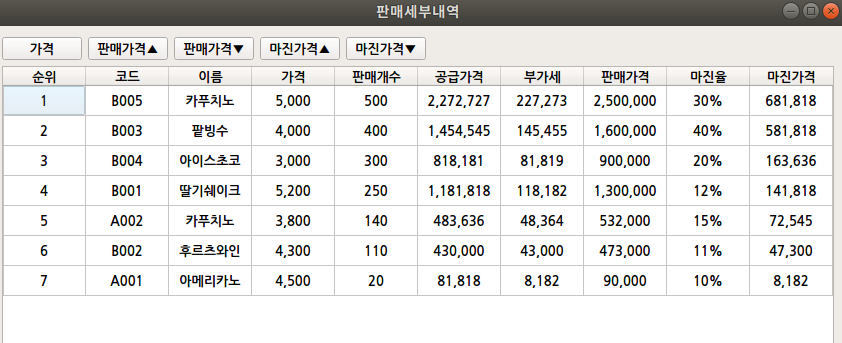 판매세부내역
가격 판매가격▲ 판매가격▼ 마진가격▲ 마진가격▼
순위 코드 이름 가격 판매개수 공급가격 부가세 판매가격 마진율 마진가격
1 B005 카푸치노 5,000 500 2,272,727 227,273 2,500,000 30% 681,818
2 B003 팥빙수 4,000 400 1,454,545 145,455 1,600,000 40% 581,818
3 B004 아이스초코 3,000 300 818,181 81,819 900,000 20% 163,636
4 B001 딸기쉐이크 5,200 250 1,181,818 118,182 1,300,000 12% 141,818
5 A002 카푸치노 3,800 140 483,636 48,364 532,000 15% 72,545
6 B002 후르츠와인 4,300 110 430,000 43,000 473,000 11% 47,300
7 A001 아메리카노 4,500 20 81,818 8,182 90,000 10% 8,182